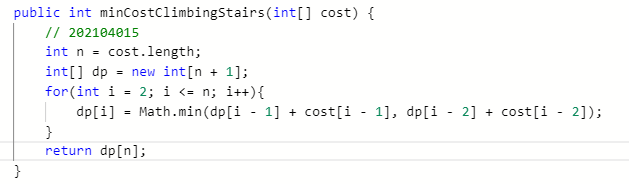 public int minCostClimbingStairs(int[] cost) {
    // 202104015
    int n = cost.length;
    int[] dp = new int[n + 1];
    for(int i = 2; i <= n; i++){
        dp[i] = Math.min(dp[i - 1] + cost[i - 1], dp[i - 2] + cost[i - 2]);
    }
    return dp[n];
}